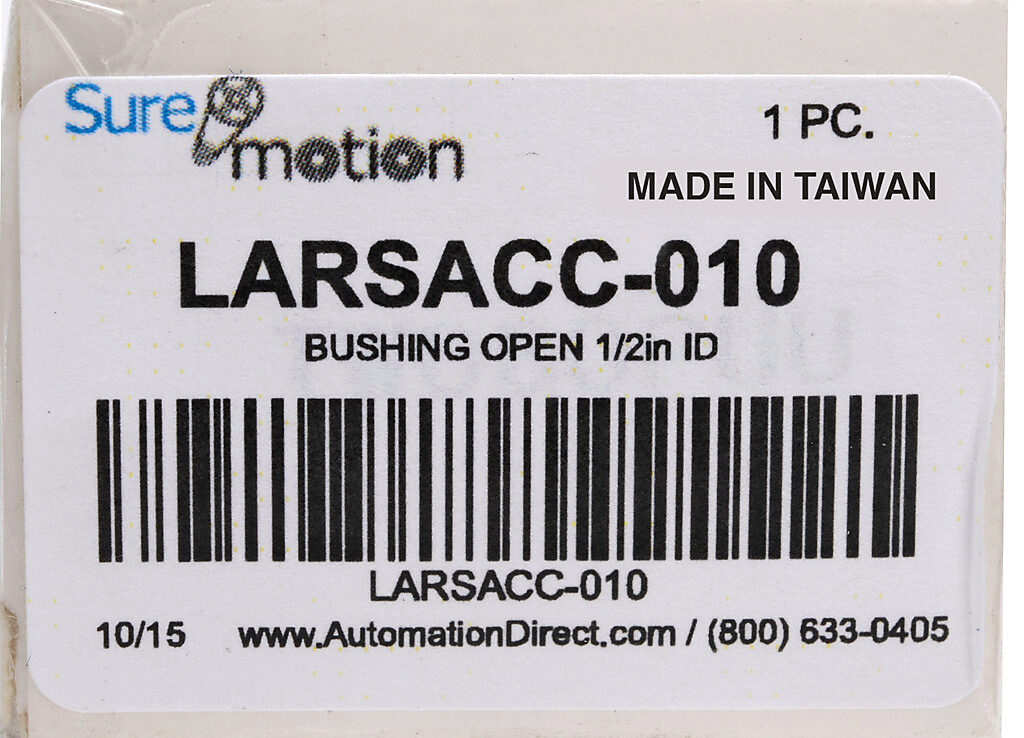 Sure motion
1 PC.
MADE IN TAIWAN
LARSACC-010
BUSHING OPEN 1/2in ID
LARSACC-010
10/15 www.AutomationDirect.com / (800) 633-0405